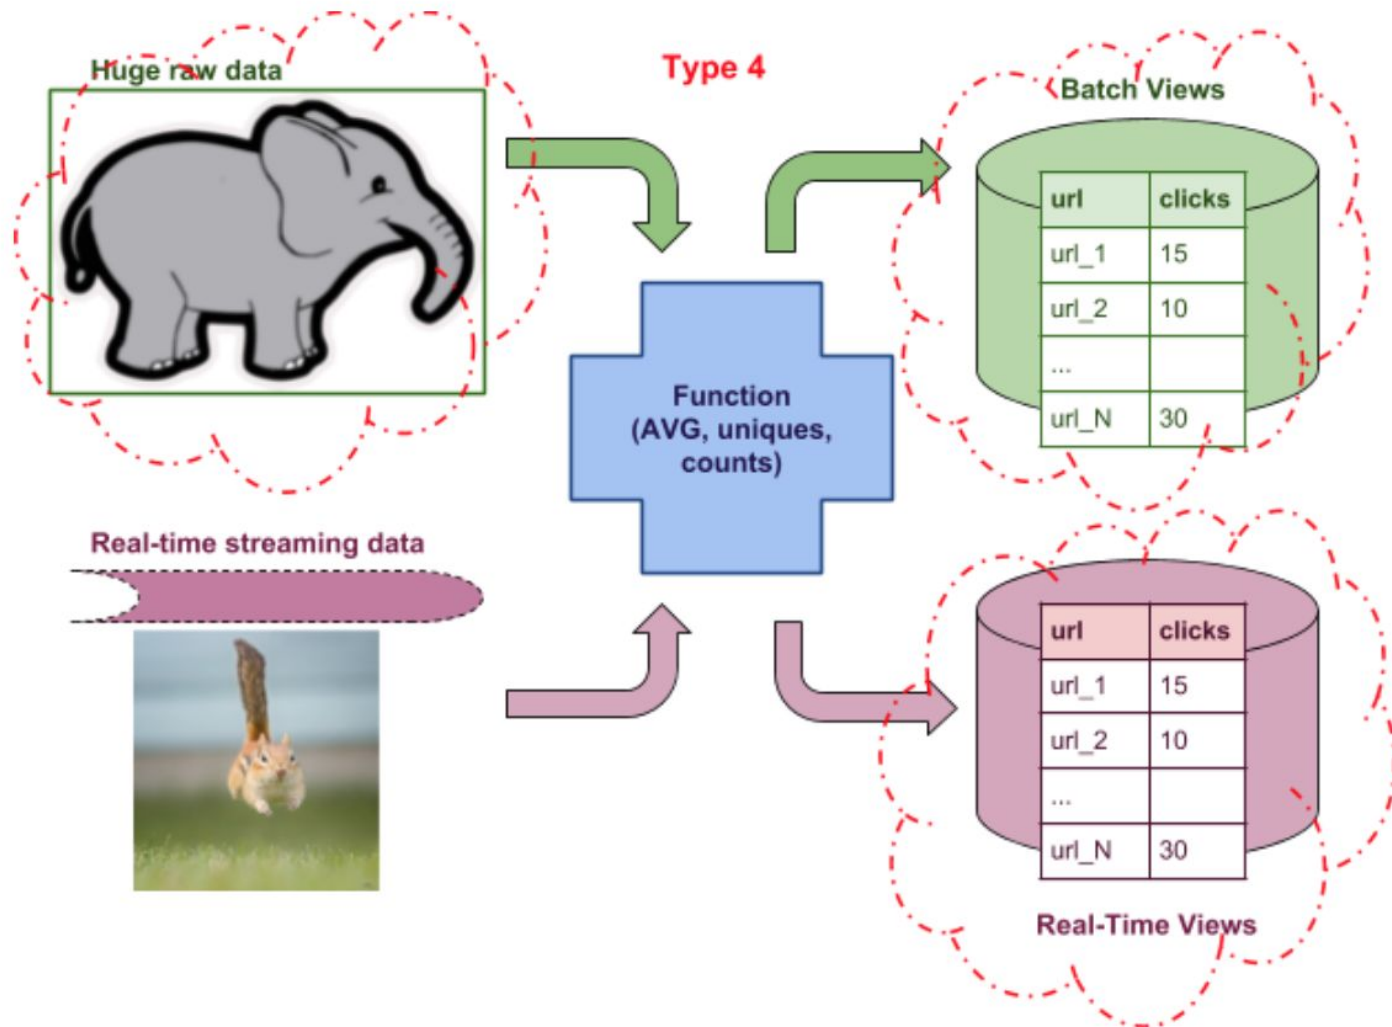 Type 4
Huge raw data
Batch Views
url clicks
url_1 15
url_2 10
...
url_N 30
Function
(AVG, uniques,
counts)
Real-time streaming data
url clicks
url_1 15
url_2 10
...
url_N 30
Real-Time Views